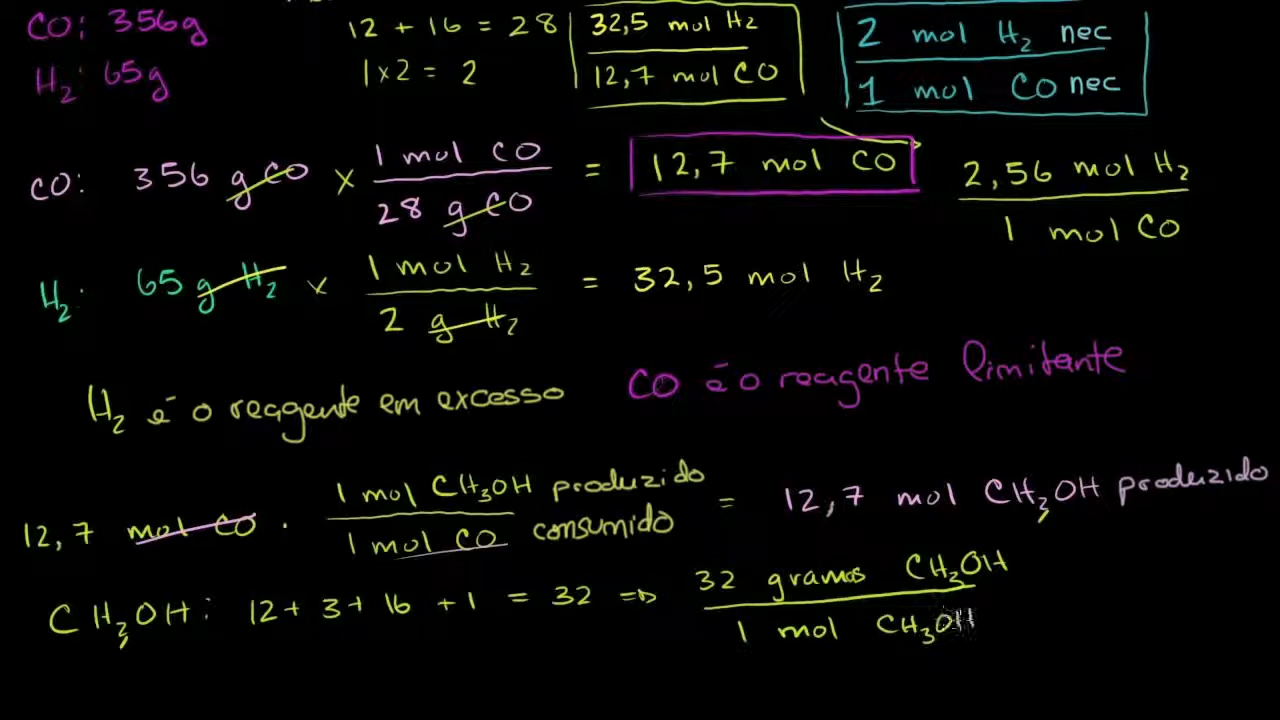 CO: 356g
12 + 16 = 28
32,5 mol H₂
12,7 mol CO
2 mol H₂ nec
1 mol CO nec
H₂: 65g
1x2 = 2
CO: 356 g CO x 1 mol CO / 28 g CO = 12,7 mol CO
2,56 mol H₂
1 mol CO
H₂: 65 g H₂ x 1 mol H₂ / 2 g H₂ = 32,5 mol H₂
H₂ é o reagente em excesso
CO é o reagente limitante
12,7 mol CO . 1 mol CH₃OH produzido / 1 mol CO consumido = 12,7 mol CH₃OH produzido
CH₃OH: 12+ 3+ 16 +1 = 32 => 32 gramas CH₃OH / 1 mol CH₃OH